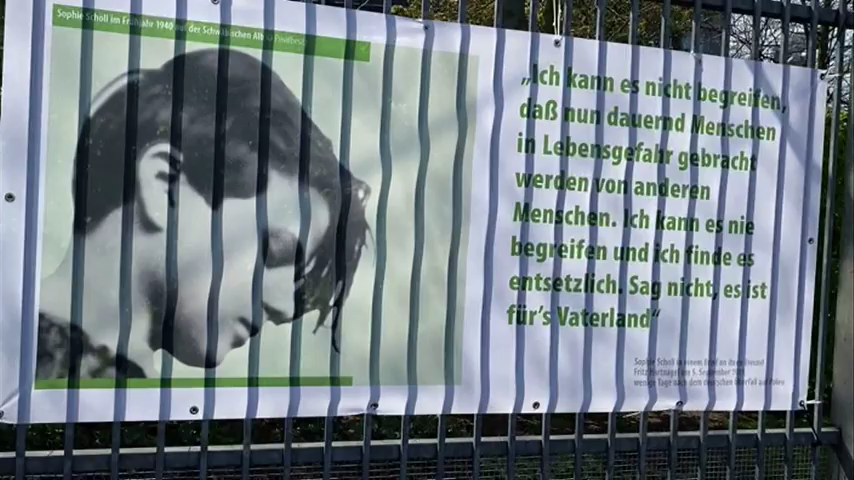 Sophie Scholl im Frühjahr 1940 auf der Schwäbischen Alb
„Ich kann es nicht begreifen,
daß nun dauernd Menschen
in Lebensgefahr gebracht
werden von anderen
Menschen. Ich kann es nie
begreifen und ich finde es
entsetzlich. Sag nicht, es ist
für's Vaterland“
Sophie Scholl in einem Brief an ihren Freund
Fritz Hartnagel am 5. September
wenige Tage nach dem deutschen Überfall auf Polen